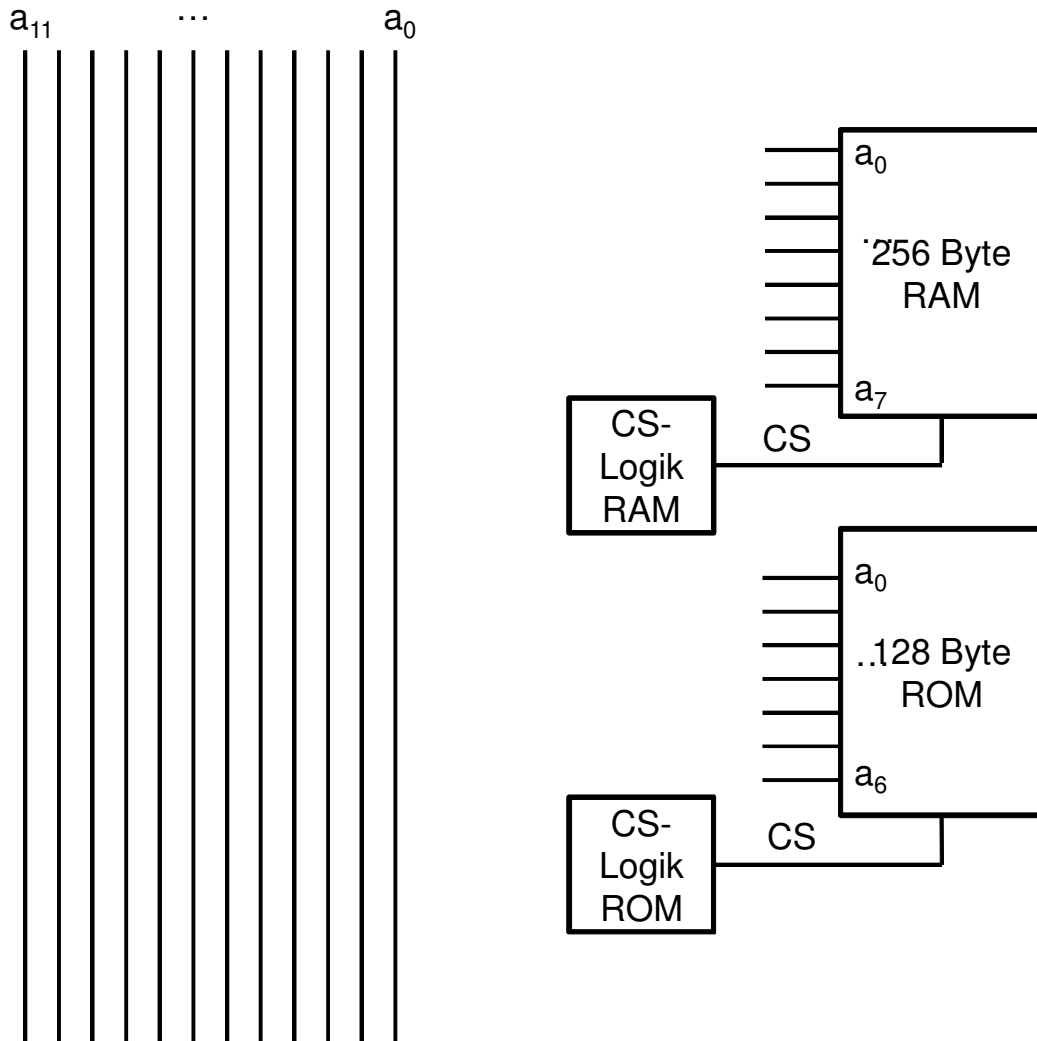 a₁₁ ... a₀
a₀
...
256 Byte
RAM
a₇
CS-
Logik
RAM
CS
a₀
...
128 Byte
ROM
a₆
CS-
Logik
ROM
CS